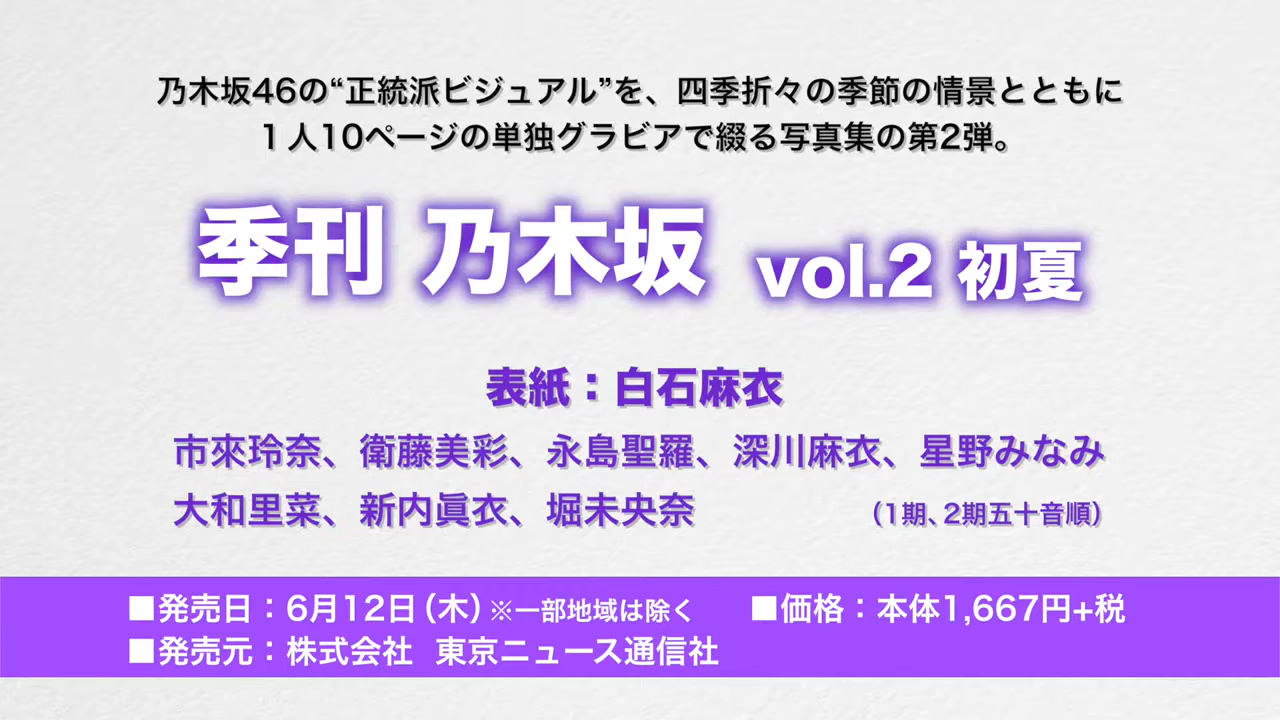 乃木坂46の“正統派ビジュアル”を、四季折々の季節の情景とともに
１人10ページの単独グラビアで綴る写真集の第2弾。
季刊 乃木坂 vol.2 初夏
表紙：白石麻衣
市來玲奈、衛藤美彩、永島聖羅、深川麻衣、星野みなみ
大和里菜、新内眞衣、堀未央奈 （1期、2期五十音順）
■発売日：6月12日（木）※一部地域は除く ■価格：本体1,667円+税
■発売元：株式会社 東京ニュース通信社